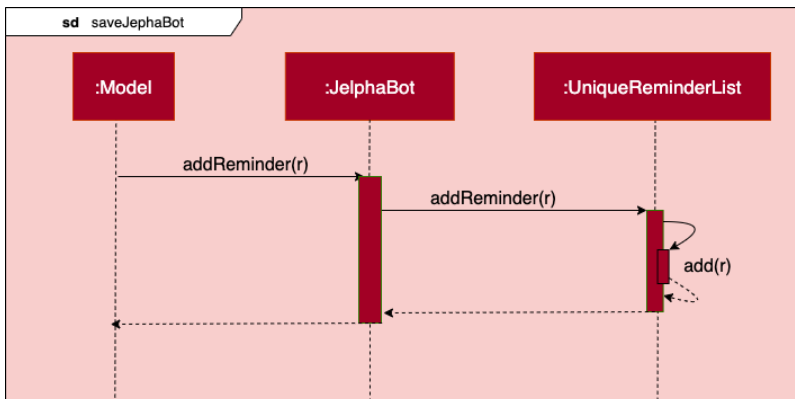 sd saveJephaBot
:Model
:JelphaBot
:UniqueReminderList
addReminder(r)
addReminder(r)
add(r)